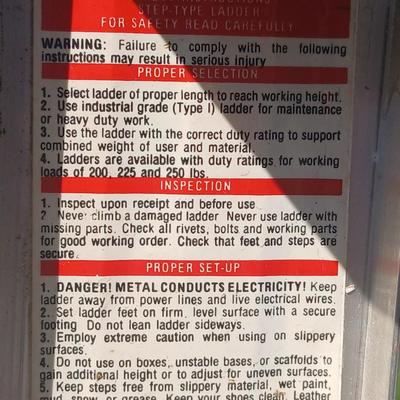 INSTRUCTIONS
STEP-TYPE LADDER
FOR SAFETY READ CAREFULLY
WARNING: Failure to comply with the following
instructions may result in serious injury
PROPER SELECTION
1. Select ladder of proper length to reach working height.
2. Use industrial grade (Type I) ladder for maintenance
or heavy duty work.
3. Use the ladder with the correct duty rating to support
combined weight of user and material.
4. Ladders are available with duty ratings for working
loads of 200, 225 and 250 lbs.
INSPECTION
1. Inspect upon receipt and before use
2 Never climb a damaged ladder Never use ladder with
missing parts. Check all rivets, bolts and working parts
for good working order. Check that feet and steps are
secure.
PROPER SET-UP
1. DANGER! METAL CONDUCTS ELECTRICITY! Keep
ladder away from power lines and live electrical wires.
2. Set ladder feet on firm, level surface with a secure
footing Do not lean ladder sideways.
3. Employ extreme caution when using on slippery
surfaces.
4. Do not use on boxes, unstable bases, or scaffolds to
gain additional height or to adjust for uneven surfaces.
5. Keep steps free from slippery material, wet paint,
mud, snow, or grease. Keep your shoes clean. Leather